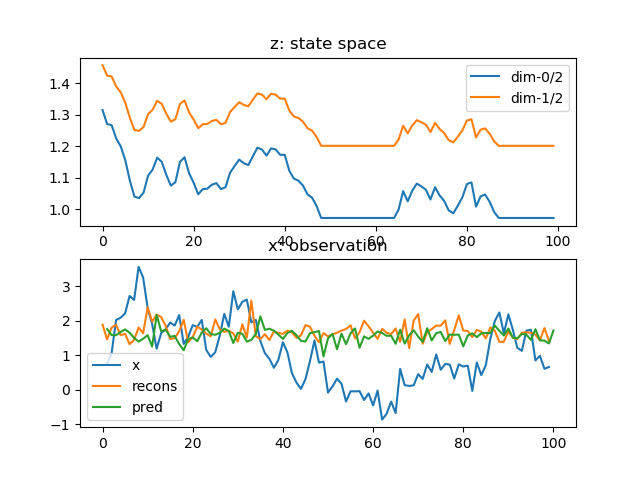 z: state space
1.4
1.3
1.2
1.1
1.0
dim-0/2
dim-1/2
0 20 40 60 80 100
x: observation
3
2
1
0
−1
x
recons
pred
0 20 40 60 80 100